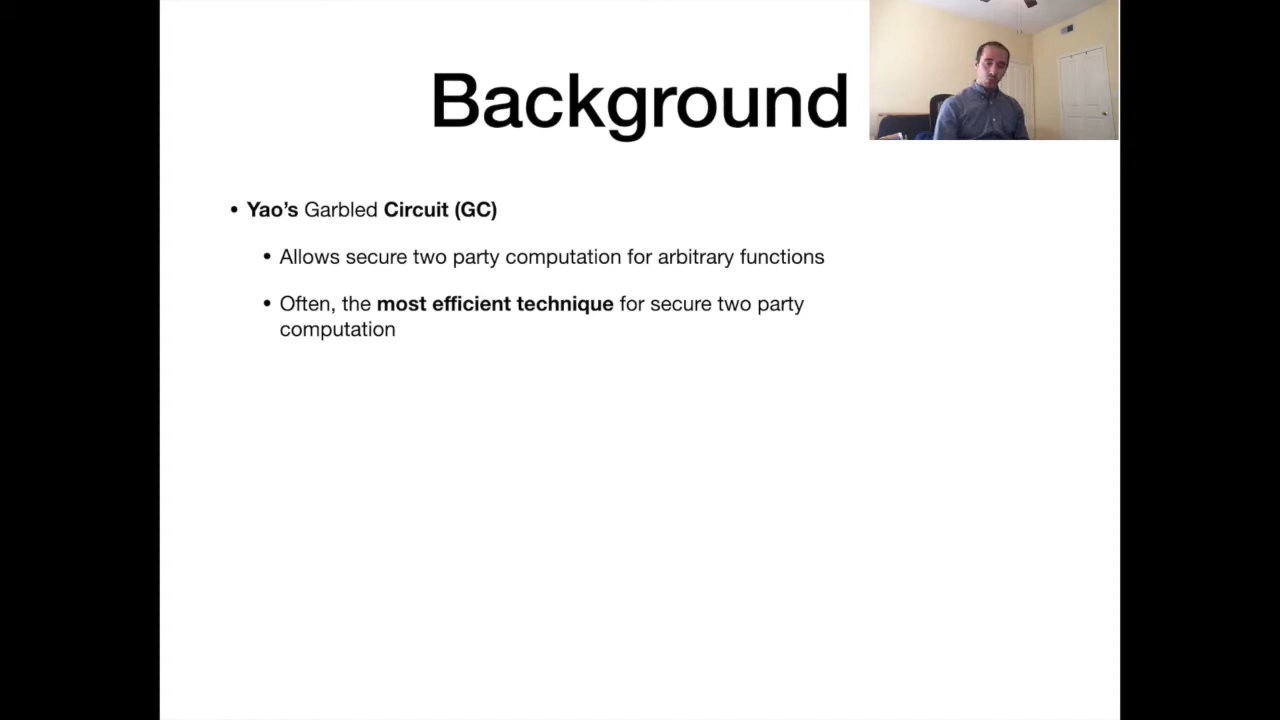 Background
• Yao’s Garbled Circuit (GC)
• Allows secure two party computation for arbitrary functions
• Often, the most efficient technique for secure two party
computation